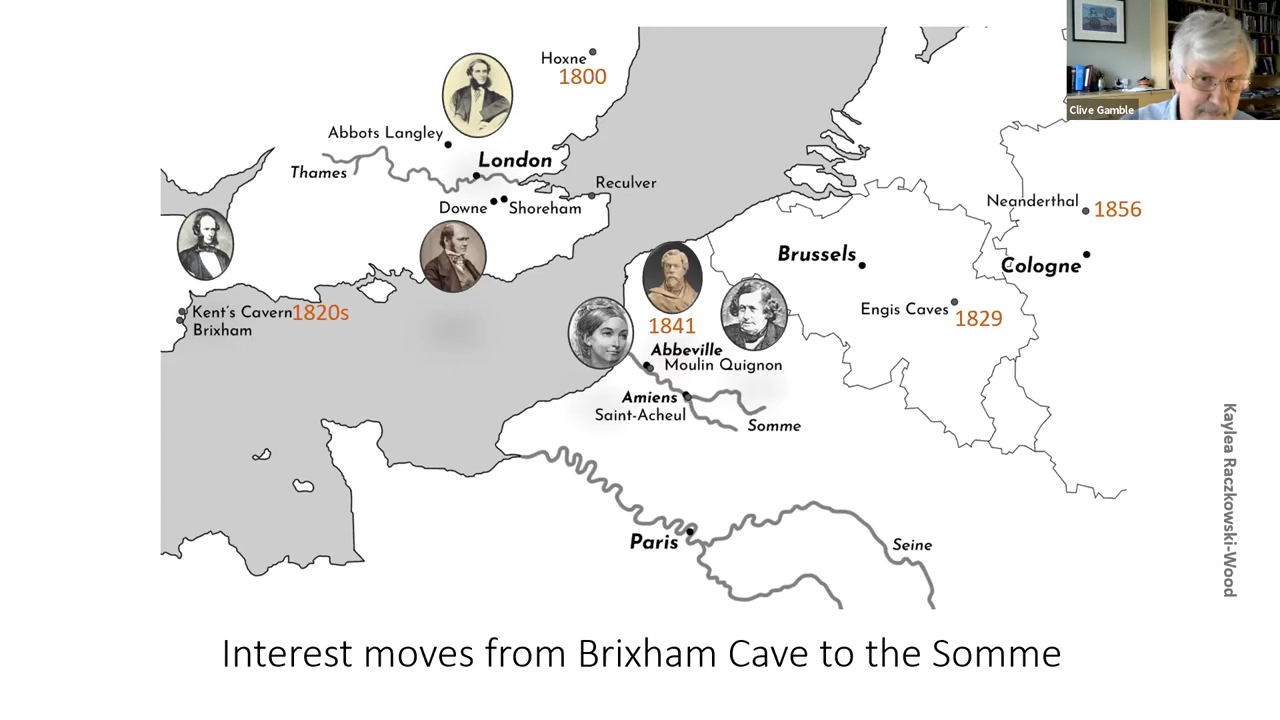 Clive Gamble
Hoxne
1800
Abbots Langley
Thames
London
Reculver
Downe
Shoreham
Neanderthal
1856
Brussels
Cologne
Kent's Cavern
1820s
Brixham
Engis Caves
1829
1841
Abbeville
Moulin Quignon
Amiens
Saint-Acheul
Somme
Paris
Seine
Kaylea Raczkowski-Wood
Interest moves from Brixham Cave to the Somme